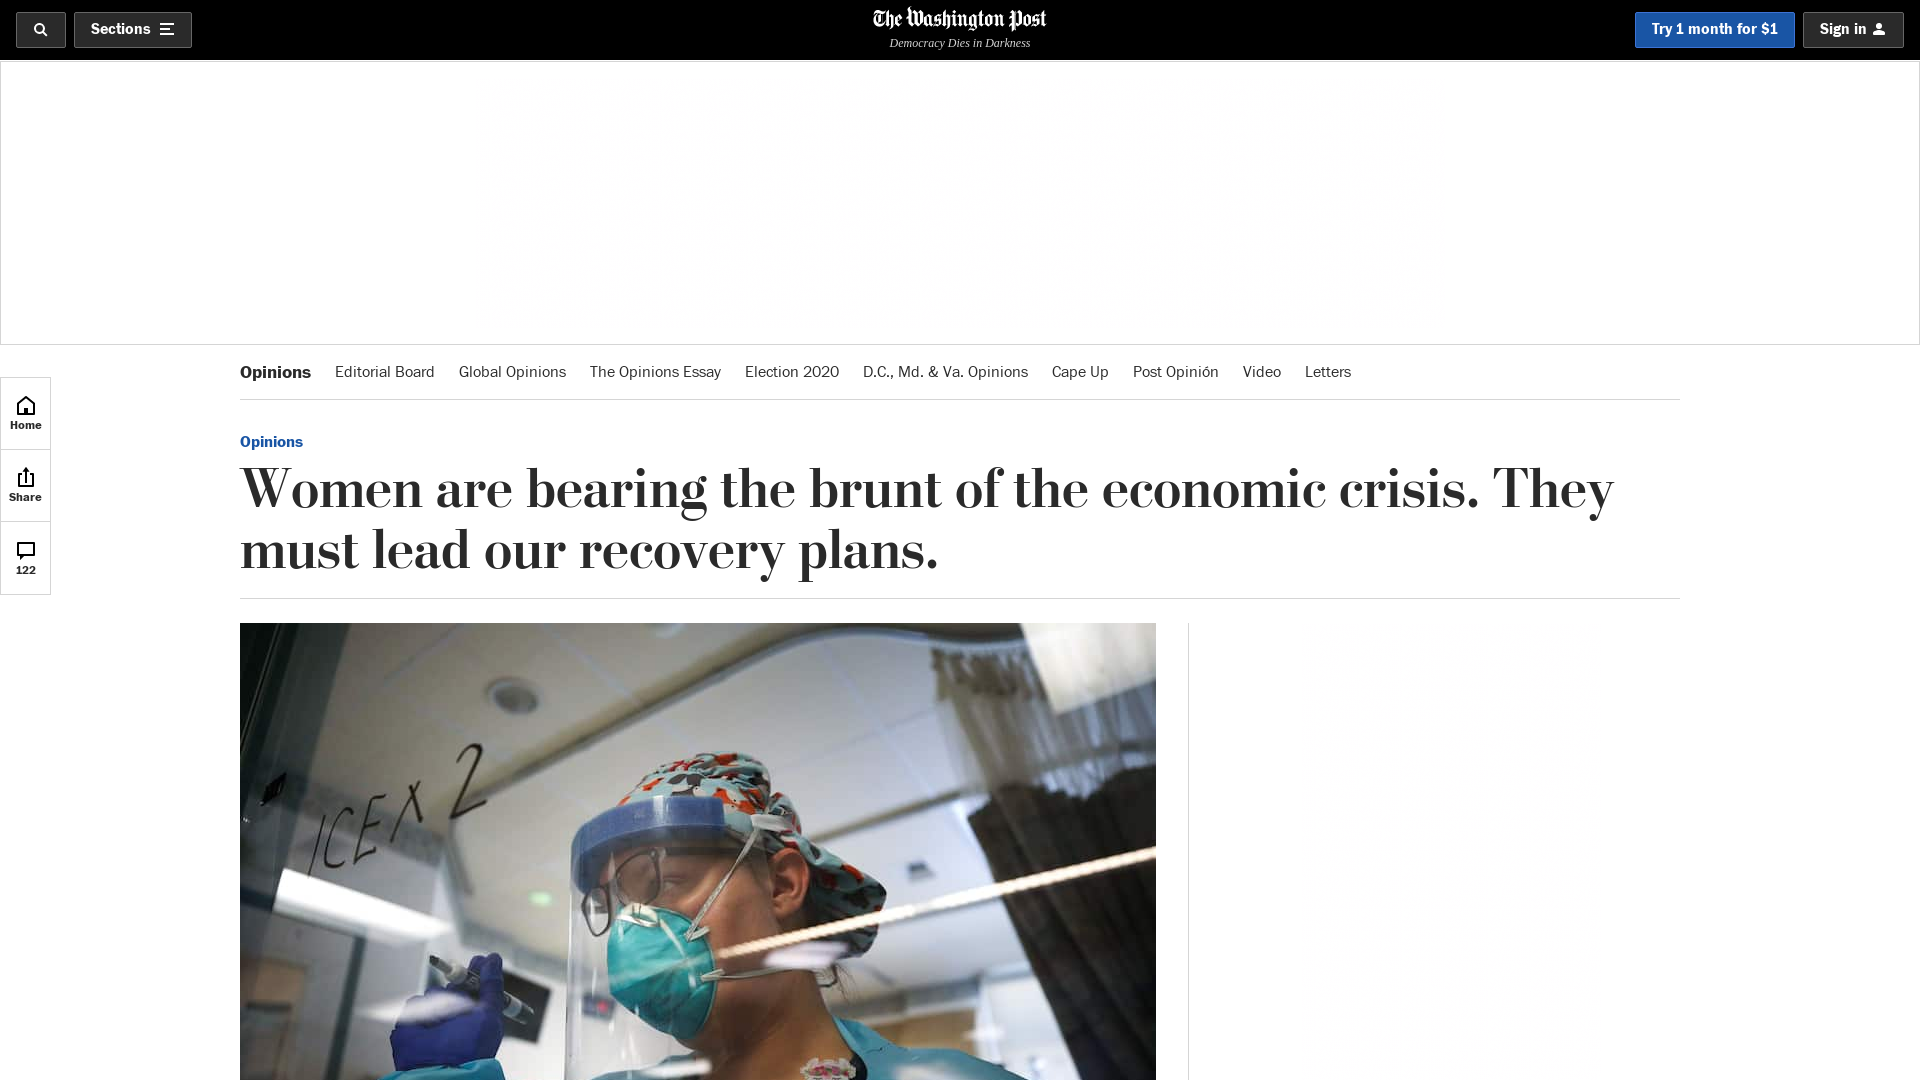 Sections
The Washington Post
Democracy Dies in Darkness
Try 1 month for $1
Sign in
Opinions Editorial Board Global Opinions The Opinions Essay Election 2020 D.C., Md. & Va. Opinions Cape Up Post Opinión Video Letters
Home
Share
122
Opinions
Women are bearing the brunt of the economic crisis. They
must lead our recovery plans.
ICE X 2